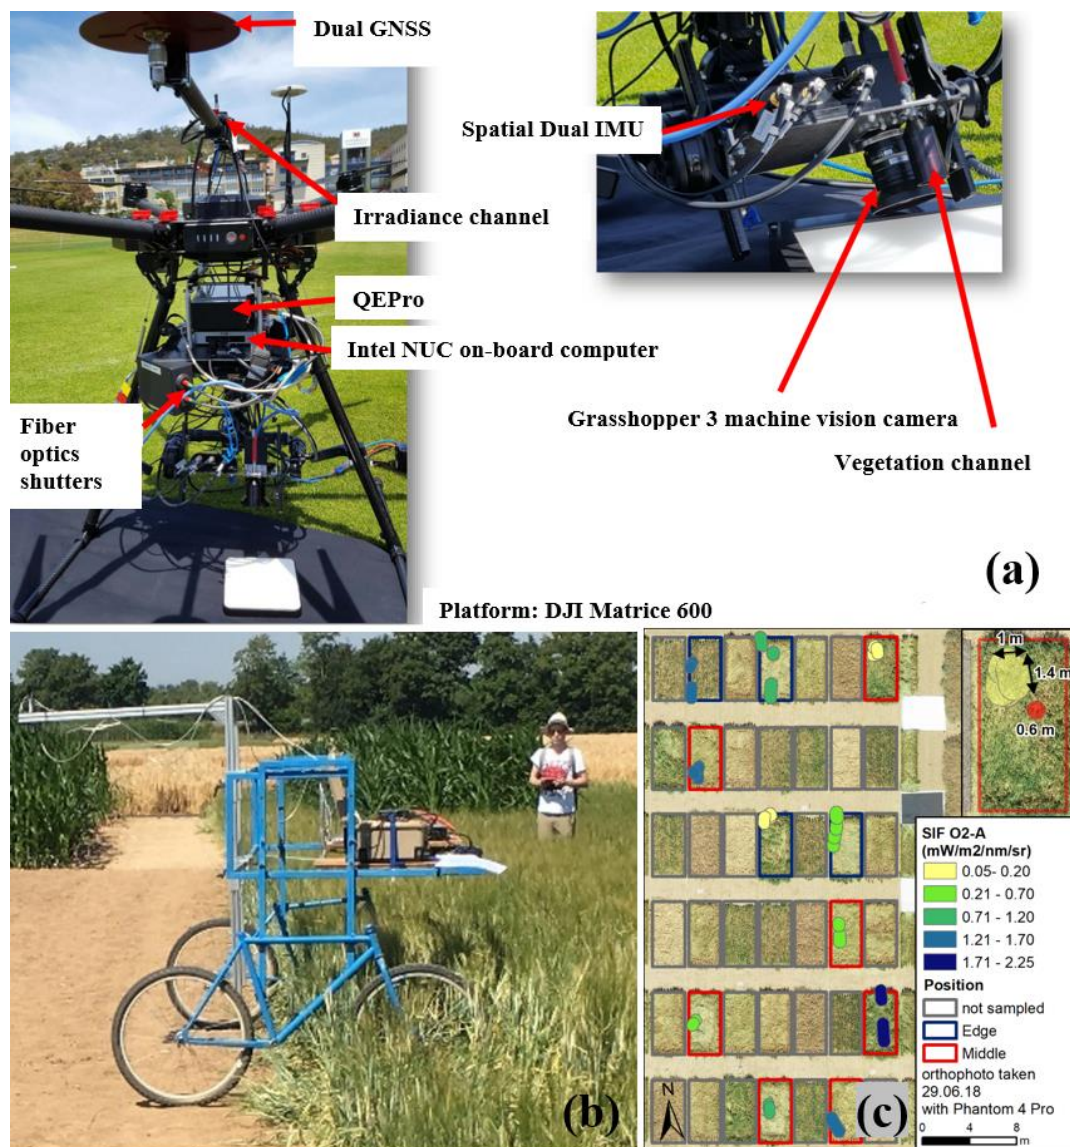 Dual GNSS
Spatial Dual IMU
Irradiance channel
QEPro
Intel NUC on-board computer
Fiber
optics
shutters
Grasshopper 3 machine vision camera
Vegetation channel
(a)
Platform: DJI Matrice 600
(b)
1 m
1.4 m
0.6 m
SIF O2-A
(mW/m2/nm/sr)
0.05- 0.20
0.21 - 0.70
0.71 - 1.20
1.21 - 1.70
1.71 - 2.25
Position
not sampled
Edge
Middle
orthophoto taken
29.06.18
with Phantom 4 Pro
0 4 8
m
N
(c)